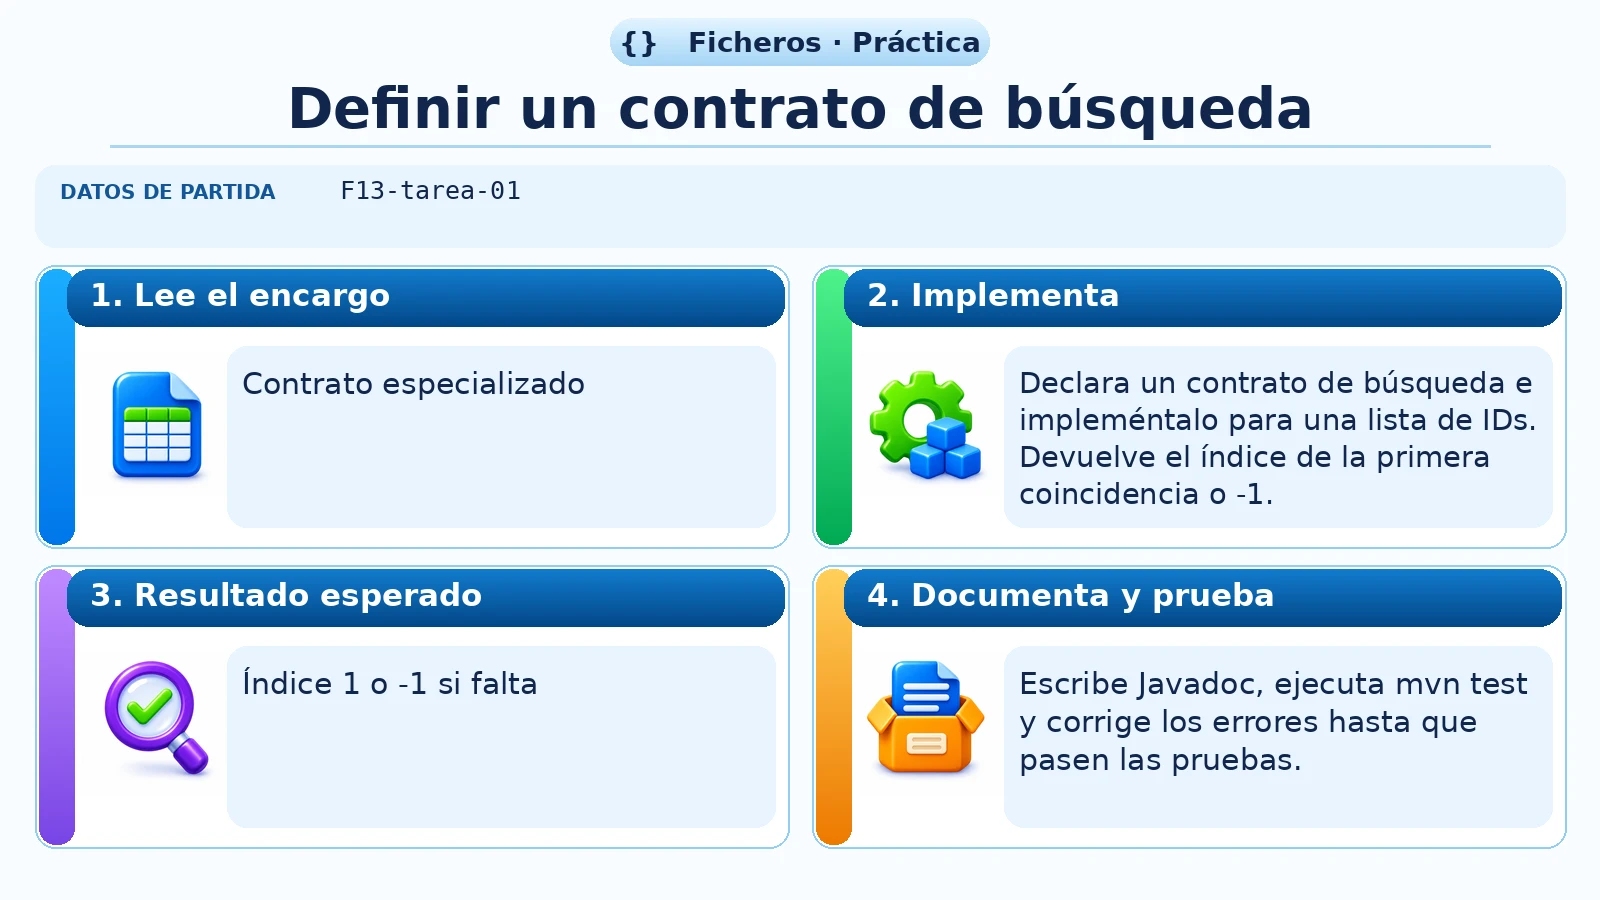 {} Ficheros · Práctica
Definir un contrato de búsqueda
DATOS DE PARTIDA F13-tarea-01
1. Lee el encargo
Contrato especializado
2. Implementa
Declara un contrato de búsqueda e
impleméntalo para una lista de IDs.
Devuelve el índice de la primera
coincidencia o -1.
3. Resultado esperado
Índice 1 o -1 si falta
4. Documenta y prueba
Escribe Javadoc, ejecuta mvn test
y corrige los errores hasta que
pasen las pruebas.